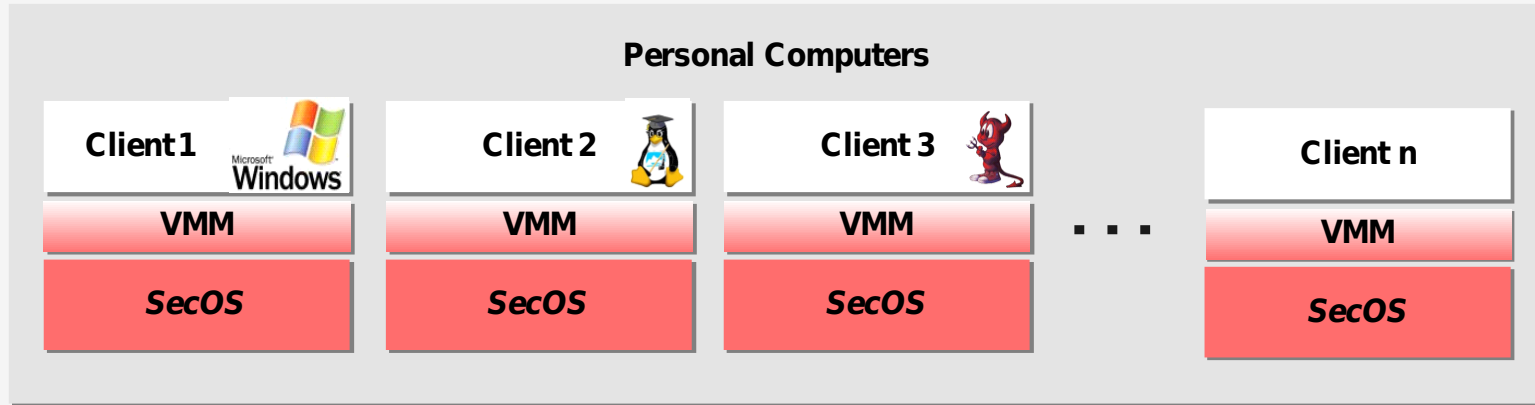 Personal Computers
Client 1
Microsoft
Windows
Client 2
Client 3
Client n
VMM
VMM
VMM
. . .
VMM
SecOS
SecOS
SecOS
SecOS